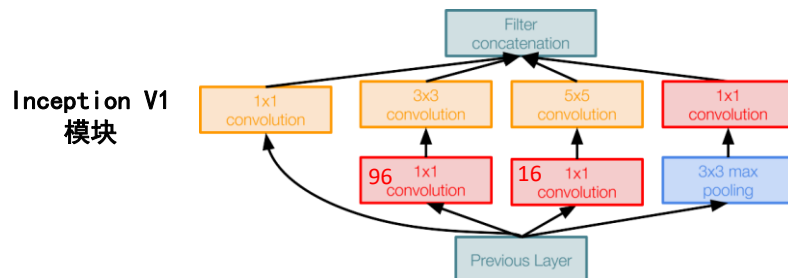 Filter
concatenation
Inception V1
模块
1x1
convolution
3x3
convolution
5x5
convolution
1x1
convolution
96 1x1
convolution
16 1x1
convolution
3x3 max
pooling
Previous Layer